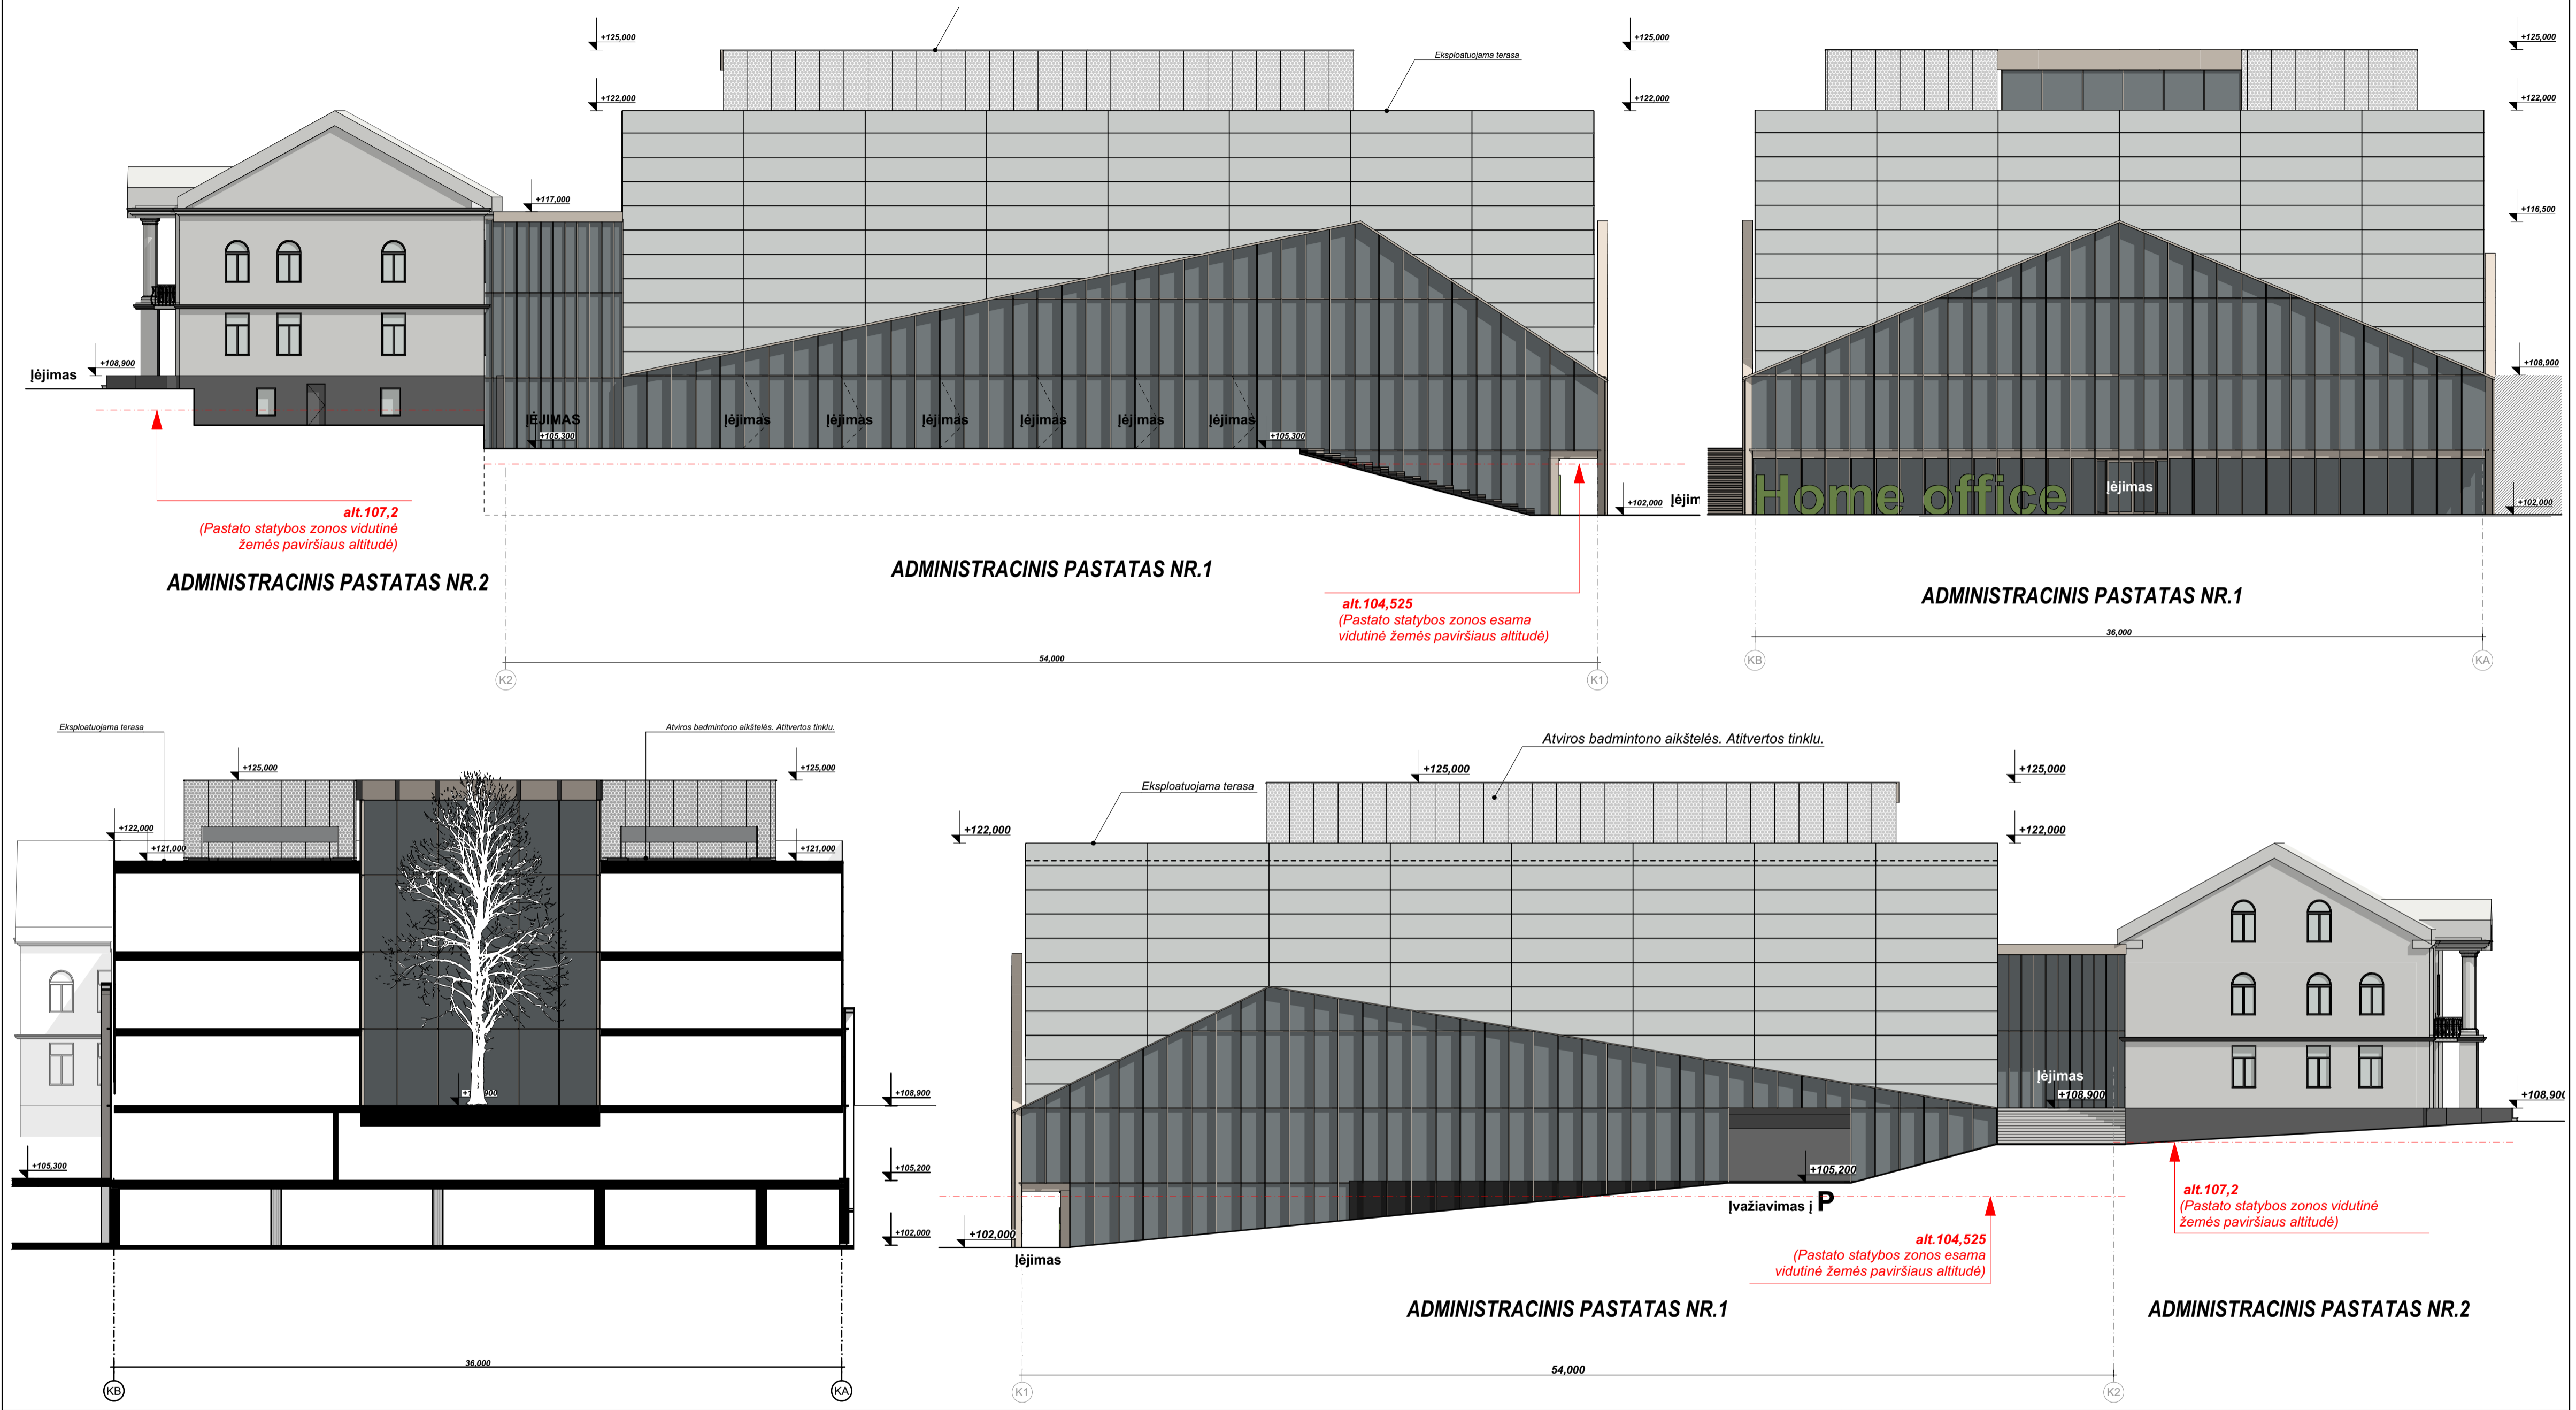 +125,000
+122,000
+117,000
Eksploatuojama terasa
+125,000
+122,000
+108,900
Įėjimas
ĮĖJIMAS
+105,300
Įėjimas
Įėjimas
Įėjimas
Įėjimas
Įėjimas
Įėjimas
+105,300
+102,000
Įėjim
alt.107,2
(Pastato statybos zonos vidutinė
žemės paviršiaus altitudė)
ADMINISTRACINIS PASTATAS NR.2
ADMINISTRACINIS PASTATAS NR.1
alt.104,525
(Pastato statybos zonos esama
vidutinė žemės paviršiaus altitudė)
54,000
K2
K1
+125,000
+122,000
+116,500
+108,900
+102,000
Home office
Įėjimas
ADMINISTRACINIS PASTATAS NR.1
36,000
KB
KA
Eksploatuojama terasa
Atviros badmintono aikštelės. Atitvertos tinklu.
+125,000
+125,000
+122,000
+121,000
+121,000
+108,900
+105,300
+105,200
+102,000
36,000
KB
KA
Atviros badmintono aikštelės. Atitvertos tinklu.
Eksploatuojama terasa
+125,000
+125,000
+122,000
+122,000
Įėjimas
+108,900
+108,900
+105,200
Įvažiavimas į P
+102,000
Įėjimas
alt.104,525
(Pastato statybos zonos esama
vidutinė žemės paviršiaus altitudė)
alt.107,2
(Pastato statybos zonos vidutinė
žemės paviršiaus altitudė)
ADMINISTRACINIS PASTATAS NR.1
ADMINISTRACINIS PASTATAS NR.2
54,000
K1
K2